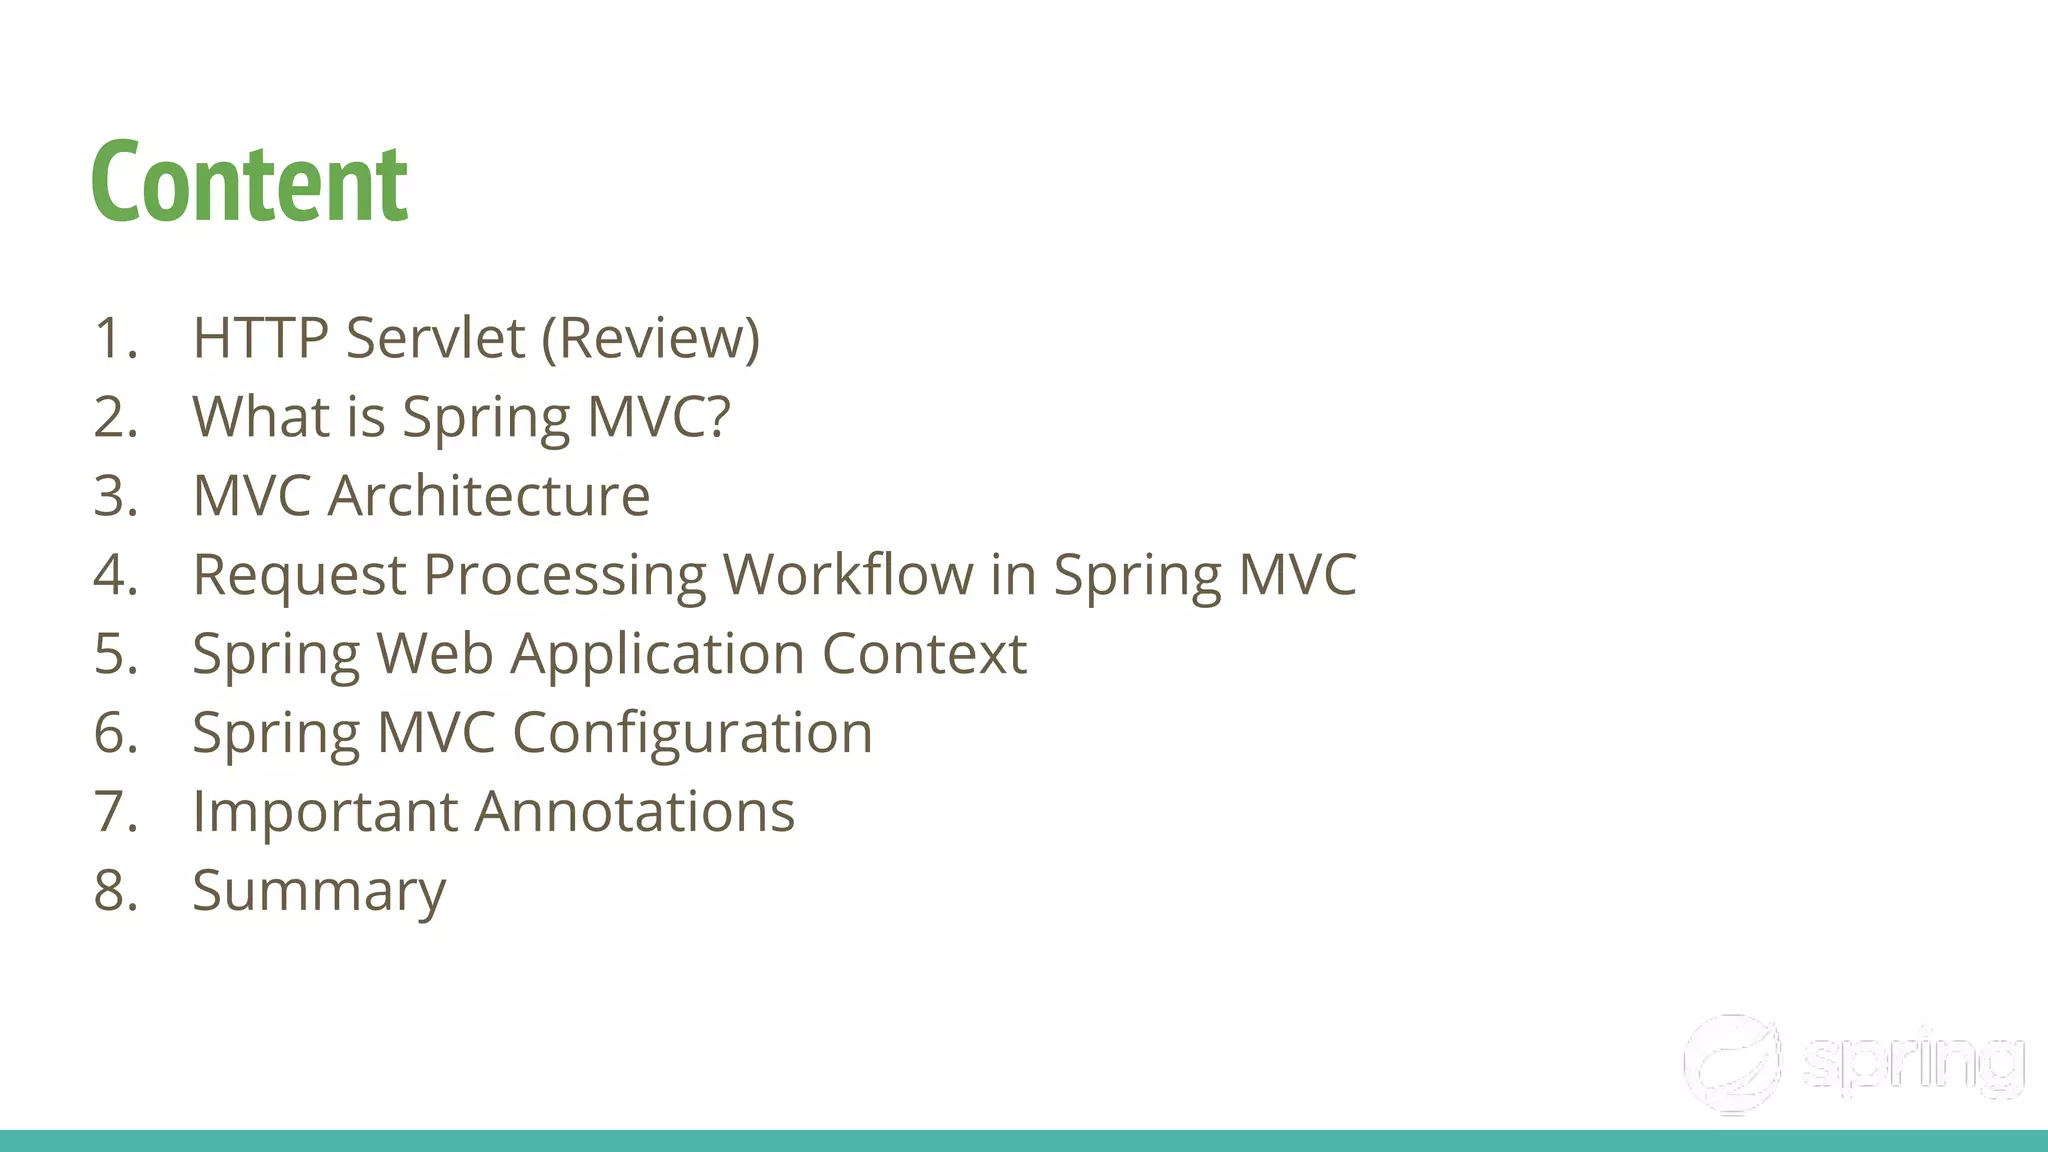 Content
1. HTTP Servlet (Review)
2. What is Spring MVC?
3. MVC Architecture
4. Request Processing Workflow in Spring MVC
5. Spring Web Application Context
6. Spring MVC Configuration
7. Important Annotations
8. Summary
spring